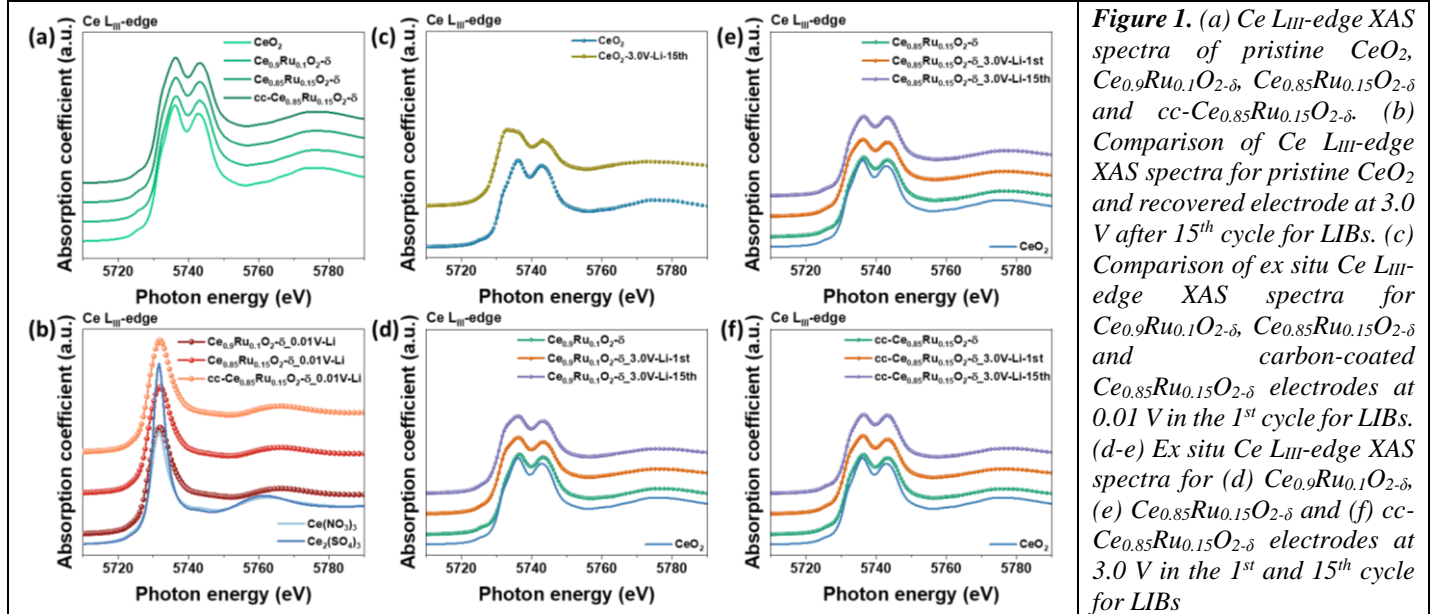 Ce LIII-edge
(a)
Absorption coefficient (a.u.)
CeO2
Ce0.9Ru0.1O2-δ
Ce0.85Ru0.15O2-δ
cc-Ce0.85Ru0.15O2-δ
5720 5740 5760 5780
Photon energy (eV)
Ce LIII-edge
(c)
Absorption coefficient (a.u.)
CeO2
CeO2-3.0V-Li-15th
5720 5740 5760 5780
Photon energy (eV)
Ce LIII-edge
(e)
Absorption coefficient (a.u.)
Ce0.85Ru0.15O2-δ
Ce0.85Ru0.15O2-δ_3.0V-Li-1st
Ce0.85Ru0.15O2-δ_3.0V-Li-15th
CeO2
5720 5740 5760 5780
Photon energy (eV)
Ce LIII-edge
(b)
Absorption coefficient (a.u.)
Ce0.9Ru0.1O2-δ_0.01V-Li
Ce0.85Ru0.15O2-δ_0.01V-Li
cc-Ce0.85Ru0.15O2-δ_0.01V-Li
Ce(NO3)3
Ce2(SO4)3
5720 5740 5760 5780
Photon energy (eV)
Ce LIII-edge
(d)
Absorption coefficient (a.u.)
Ce0.9Ru0.1O2-δ
Ce0.9Ru0.1O2-δ_3.0V-Li-1st
Ce0.9Ru0.1O2-δ_3.0V-Li-15th
CeO2
5720 5740 5760 5780
Photon energy (eV)
Ce LIII-edge
(f)
Absorption coefficient (a.u.)
cc-Ce0.85Ru0.15O2-δ
cc-Ce0.85Ru0.15O2-δ_3.0V-Li-1st
cc-Ce0.85Ru0.15O2-δ_3.0V-Li-15th
CeO2
5720 5740 5760 5780
Photon energy (eV)
Figure 1. (a) Ce LIII-edge XAS
spectra of pristine CeO2,
Ce0.9Ru0.1O2-δ, Ce0.85Ru0.15O2-δ
and cc-Ce0.85Ru0.15O2-δ. (b)
Comparison of Ce LIII-edge
XAS spectra for pristine CeO2
and recovered electrode at 3.0
V after 15th cycle for LIBs. (c)
Comparison of ex situ Ce LIII-
edge XAS spectra for
Ce0.9Ru0.1O2-δ, Ce0.85Ru0.15O2-δ
and carbon-coated
Ce0.85Ru0.15O2-δ electrodes at
0.01 V in the 1st cycle for LIBs.
(d-e) Ex situ Ce LIII-edge XAS
spectra for (d) Ce0.9Ru0.1O2-δ,
(e) Ce0.85Ru0.15O2-δ and (f) cc-
Ce0.85Ru0.15O2-δ electrodes at
3.0 V in the 1st and 15th cycle
for LIBs